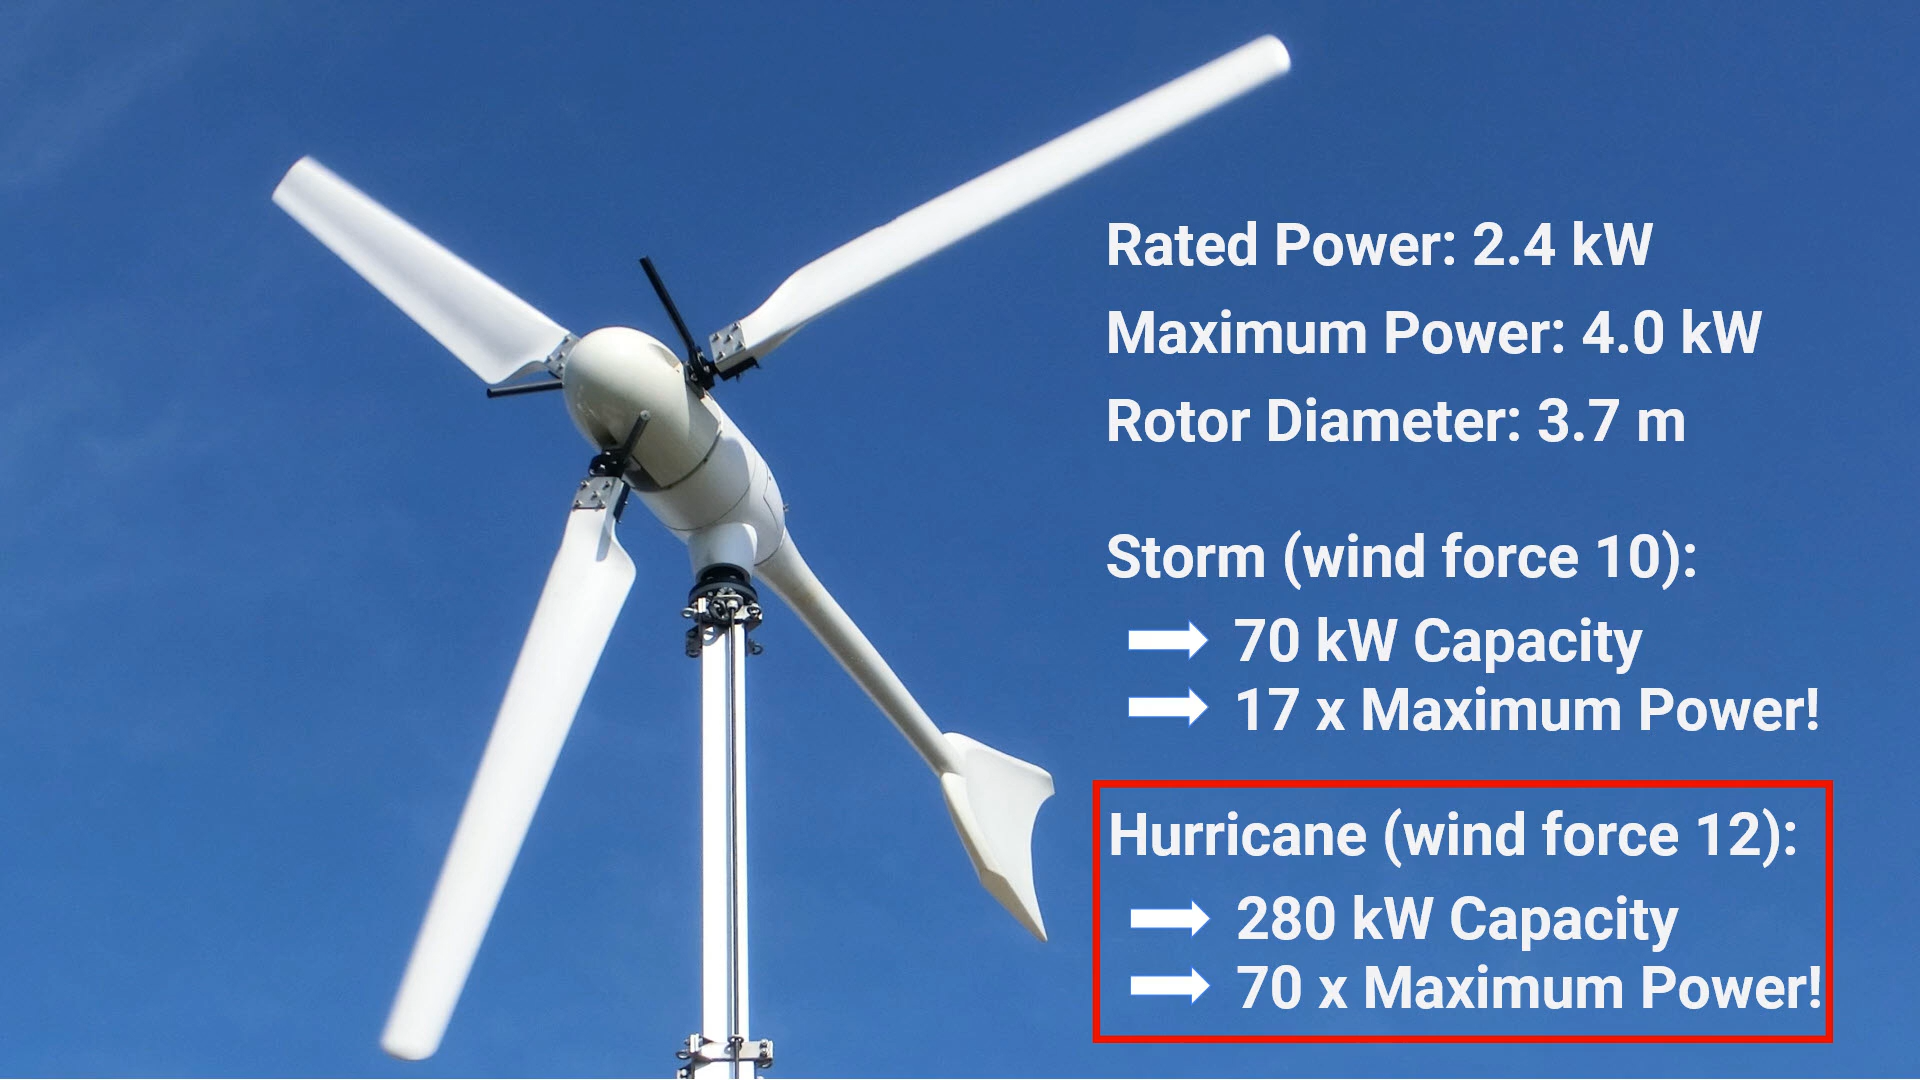 Rated Power: 2.4 kW
Maximum Power: 4.0 kW
Rotor Diameter: 3.7 m
Storm (wind force 10):
70 kW Capacity
17 x Maximum Power!
Hurricane (wind force 12):
280 kW Capacity
70 x Maximum Power!